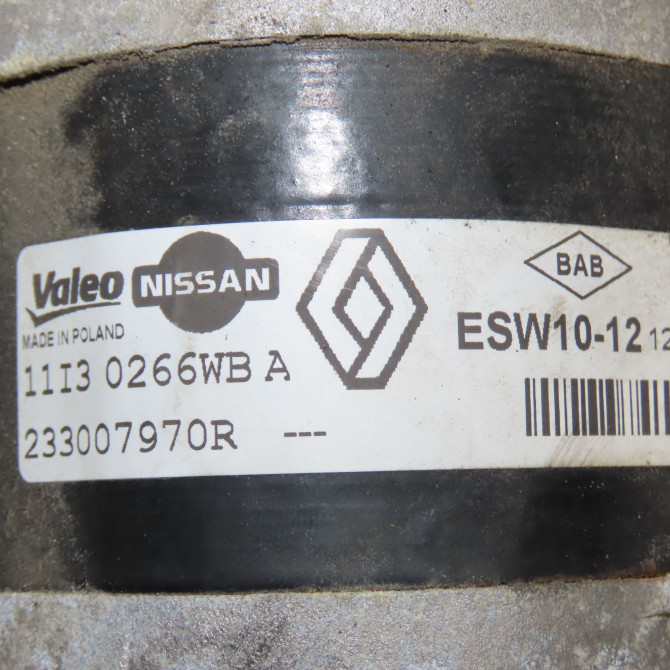 Valeo NISSAN
MADE IN POLAND
11I3 0266WB A
233007970R ---
BAB
ESW10-12 12